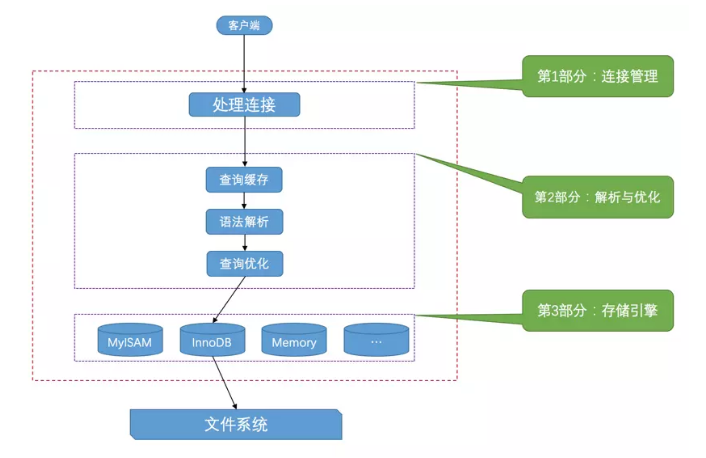 客户端
第1部分：连接管理
处理连接
查询缓存
第2部分：解析与优化
语法解析
查询优化
第3部分：存储引擎
MyISAM
InnoDB
Memory
…
文件系统